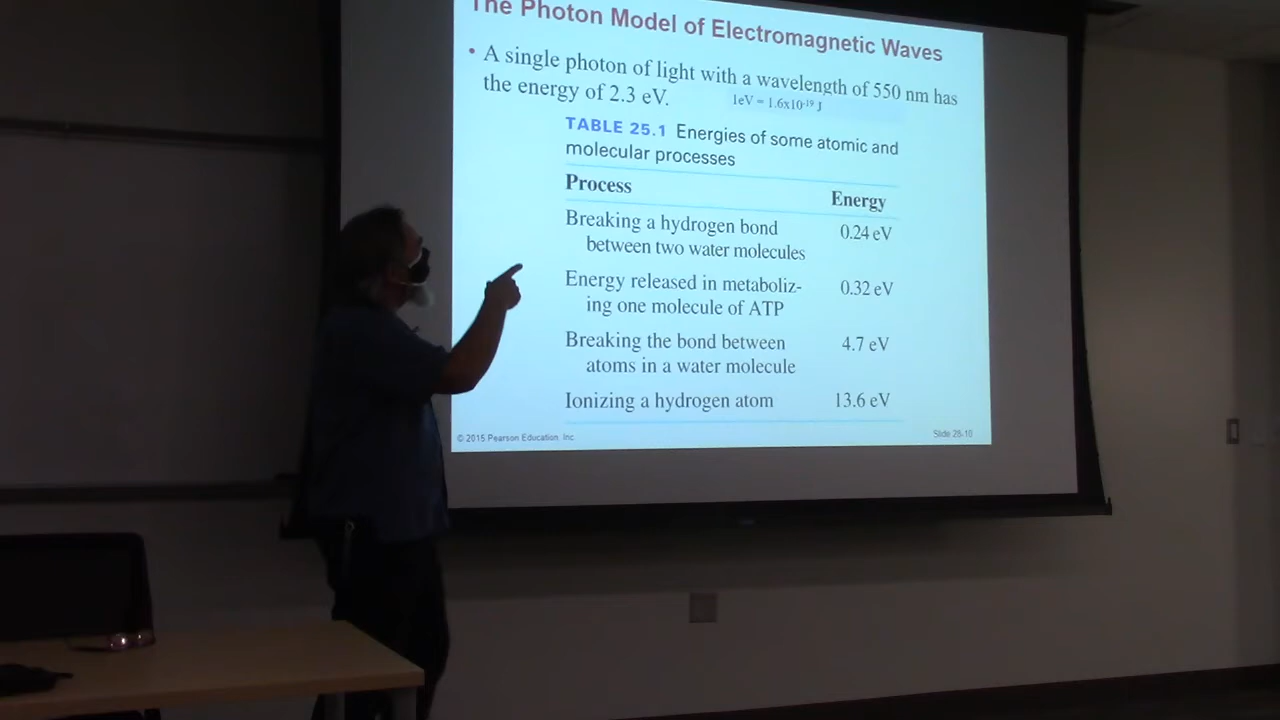 The Photon Model of Electromagnetic Waves
• A single photon of light with a wavelength of 550 nm has
the energy of 2.3 eV.
1eV = 1.6x10⁻¹⁹ J
TABLE 25.1 Energies of some atomic and
molecular processes
Process Energy
Breaking a hydrogen bond
between two water molecules 0.24 eV
Energy released in metaboliz-
ing one molecule of ATP 0.32 eV
Breaking the bond between
atoms in a water molecule 4.7 eV
Ionizing a hydrogen atom 13.6 eV
© 2015 Pearson Education, Inc. Slide 25-10